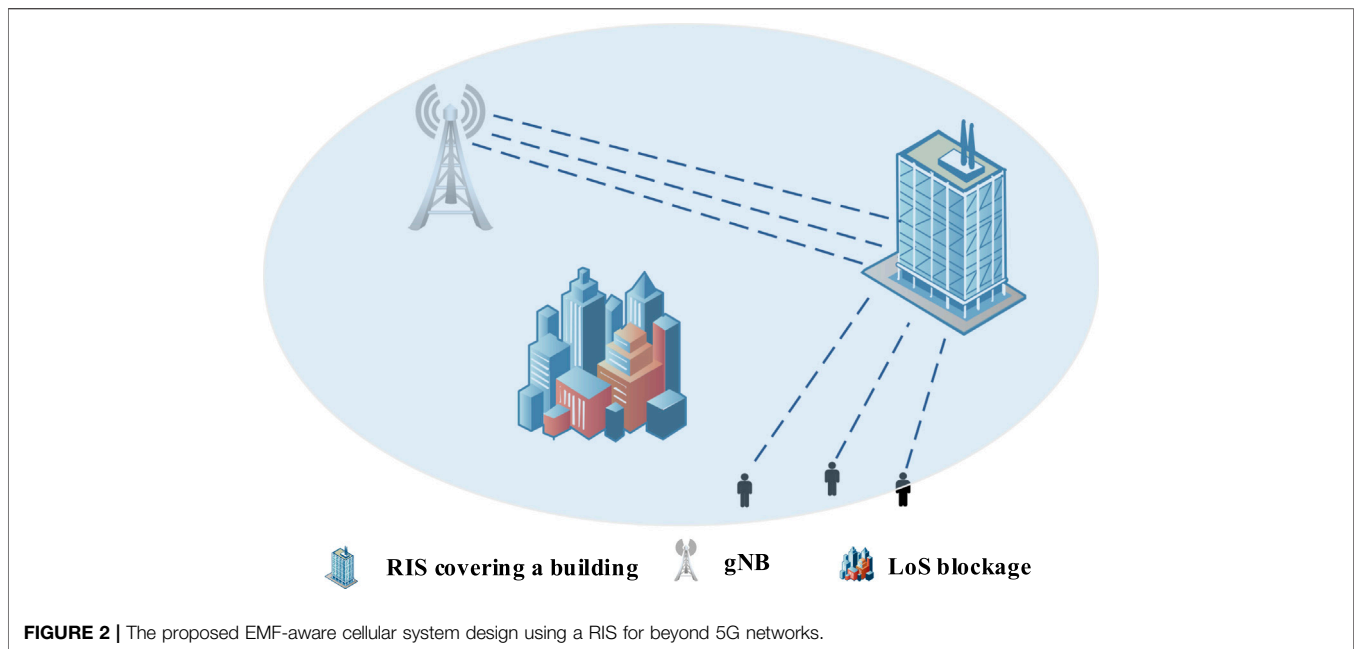 RIS covering a building
gNB
LoS blockage
FIGURE 2 | The proposed EMF-aware cellular system design using a RIS for beyond 5G networks.